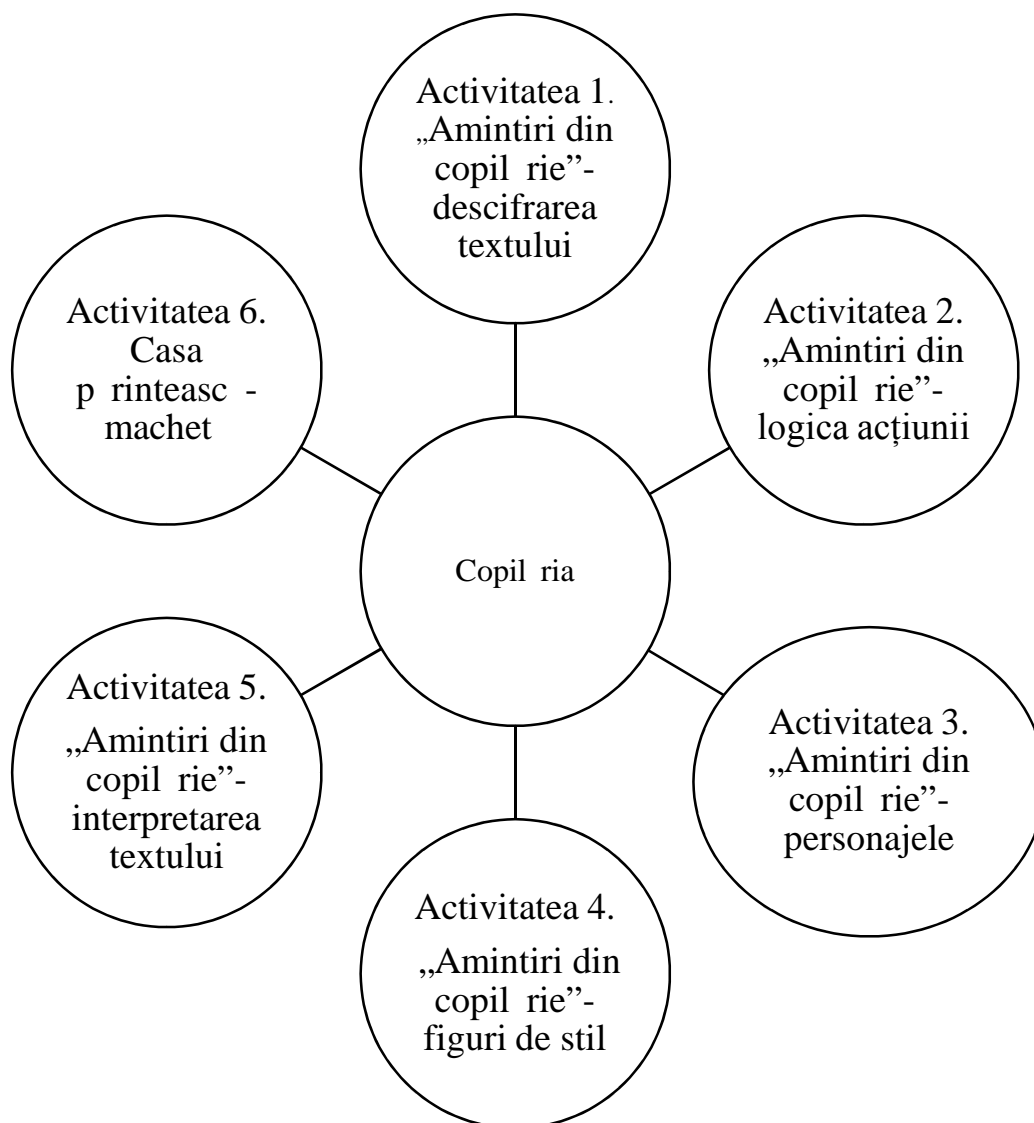 Activitatea 1.
„Amintiri din
copil rie”-
descifrarea
textului
Activitatea 2.
„Amintiri din
copil rie”-
logica acțiunii
Activitatea 3.
„Amintiri din
copil rie”-
personajele
Activitatea 4.
„Amintiri din
copil rie”-
figuri de stil
Activitatea 5.
„Amintiri din
copil rie”-
interpretarea
textului
Activitatea 6.
Casa
p rinteasc -
machet
Copil ria